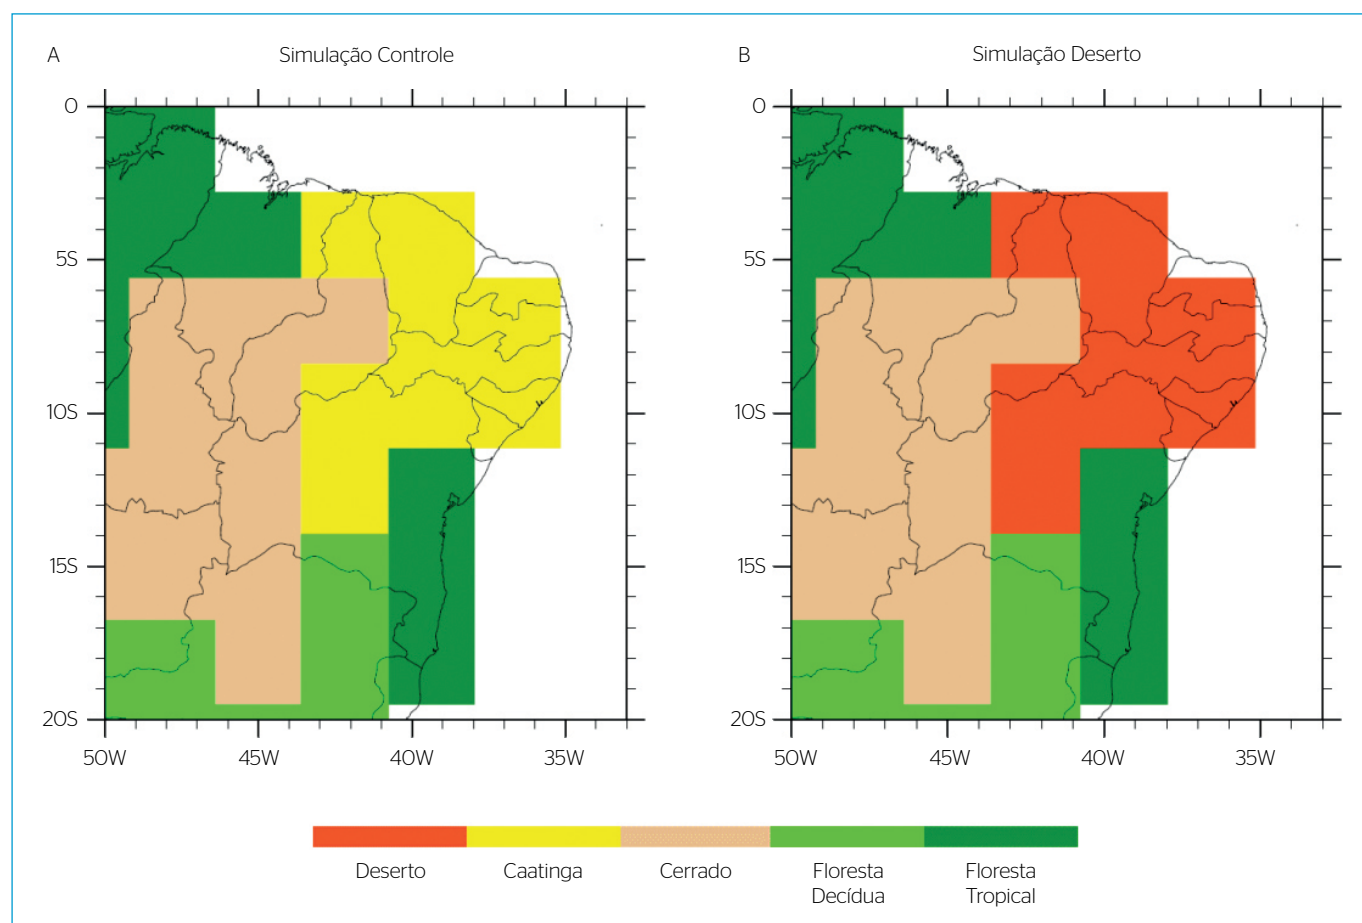 A
Simulação Controle
0
5S
10S
15S
20S
50W
45W
40W
35W
B
Simulação Deserto
0
5S
10S
15S
20S
50W
45W
40W
35W
Deserto
Caatinga
Cerrado
Floresta
Decídua
Floresta
Tropical